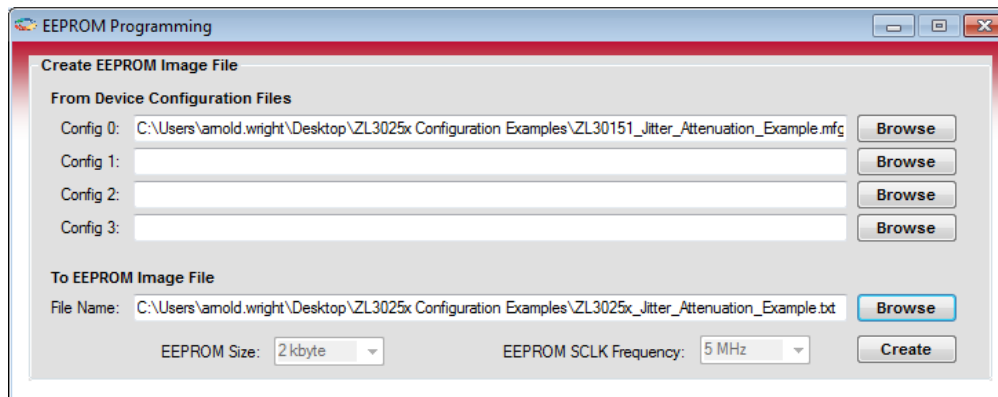 EEPROM Programming
Create EEPROM Image File
From Device Configuration Files
Config 0: C:\Users\arnold.wright\Desktop\ZL3025x Configuration Examples\ZL30151_Jitter_Attenuation_Example.mfg Browse
Config 1: Browse
Config 2: Browse
Config 3: Browse
To EEPROM Image File
File Name: C:\Users\arnold.wright\Desktop\ZL3025x Configuration Examples\ZL3025x_Jitter_Attenuation_Example.txt Browse
EEPROM Size: 2 kbyte EEPROM SCLK Frequency: 5 MHz Create